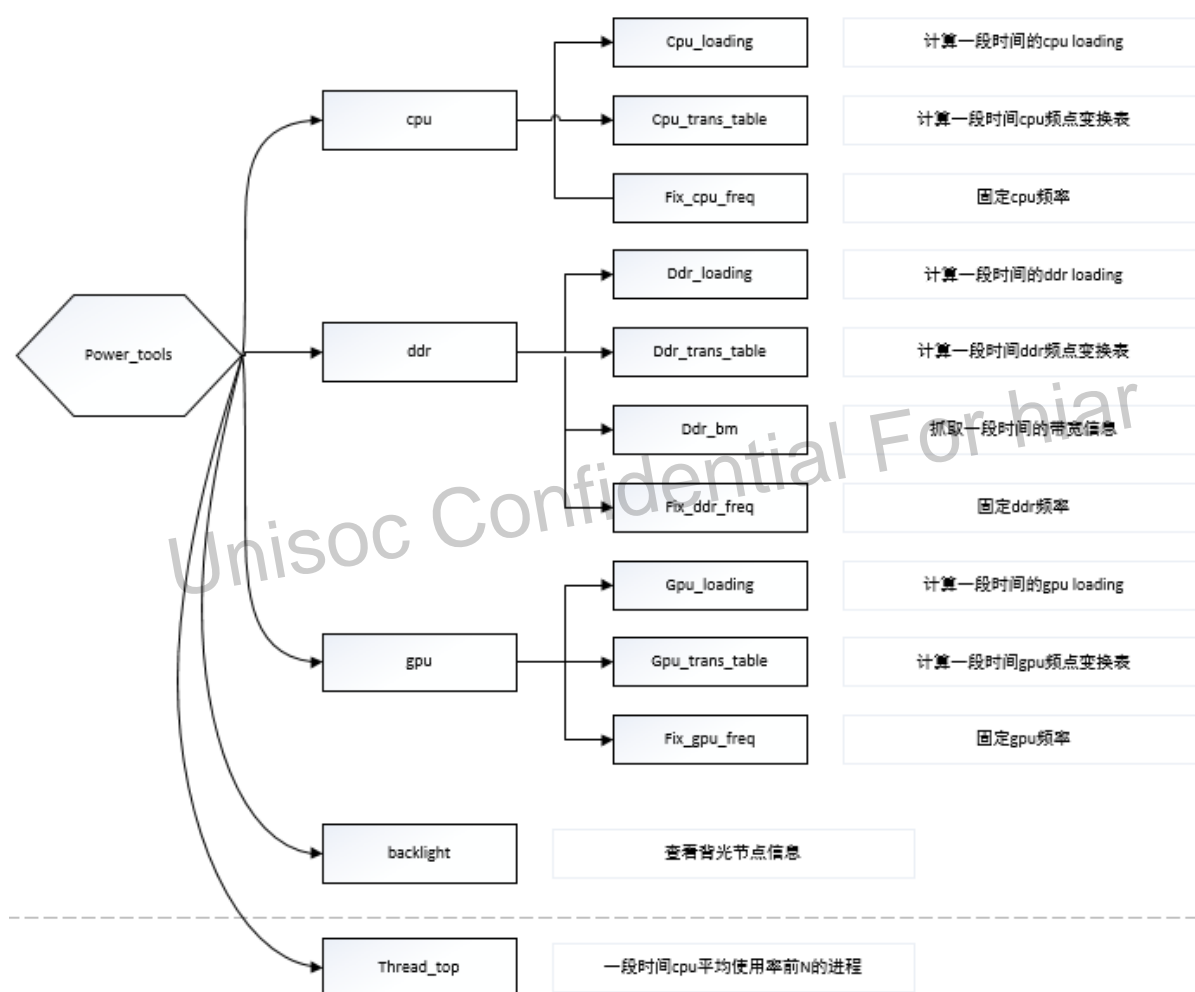 Cpu_loading 计算一段时间的cpu loading
cpu Cpu_trans_table 计算一段时间cpu频点变换表
Fix_cpu_freq 固定cpu频率
Ddr_loading 计算一段时间的ddr loading
Power_tools ddr Ddr_trans_table 计算一段时间ddr频点变换表
Ddr_bm 抓取一段时间的带宽信息
Fix_ddr_freq 固定ddr频率
Unisoc Confidential For hiar
Gpu_loading 计算一段时间的gpu loading
gpu Gpu_trans_table 计算一段时间gpu频点变换表
Fix_gpu_freq 固定gpu频率
backlight 查看背光节点信息
Thread_top 一段时间cpu平均使用率前N的进程